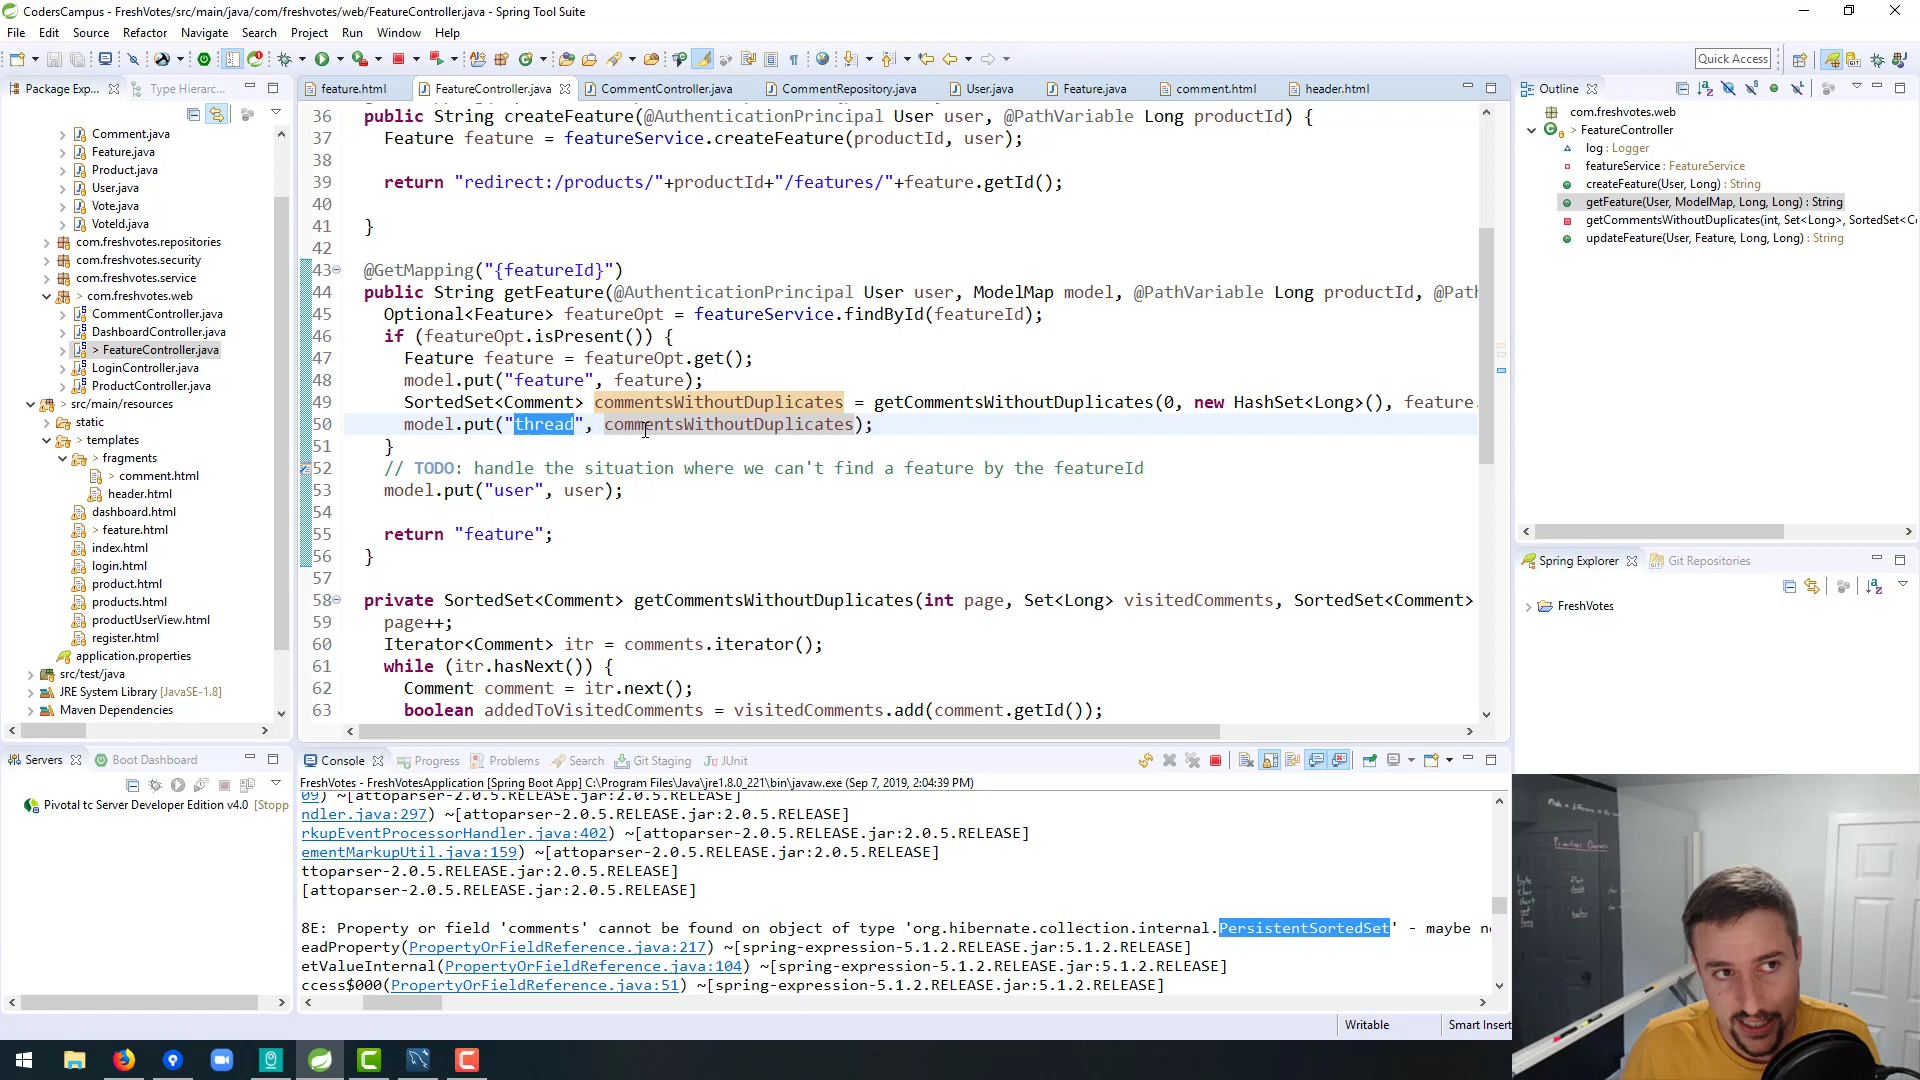 CodersCampus - FreshVotes/src/main/java/com/freshvotes/web/FeatureController.java - Spring Tool Suite
File Edit Source Refactor Navigate Search Project Run Window Help
Quick Access
Package Exp...
Type Hierarc...
Comment.java
Feature.java
Product.java
User.java
Vote.java
VoteId.java
com.freshvotes.repositories
com.freshvotes.security
com.freshvotes.service
> com.freshvotes.web
CommentController.java
DashboardController.java
> FeatureController.java
LoginController.java
ProductController.java
> src/main/resources
static
> templates
> fragments
> comment.html
header.html
dashboard.html
> feature.html
index.html
login.html
product.html
products.html
productUserView.html
register.html
application.properties
src/test/java
JRE System Library [JavaSE-1.8]
Maven Dependencies
feature.html FeatureController.java CommentController.java CommentRepository.java User.java Feature.java comment.html header.html
36 public String createFeature(@AuthenticationPrincipal User user, @PathVariable Long productId) {
37 Feature feature = featureService.createFeature(productId, user);
38
39 return "redirect:/products/"+productId+"/features/"+feature.getId();
40
41 }
42
43 @GetMapping("{featureId}")
44 public String getFeature(@AuthenticationPrincipal User user, ModelMap model, @PathVariable Long productId, @Pat
45 Optional<Feature> featureOpt = featureService.findById(featureId);
46 if (featureOpt.isPresent()) {
47 Feature feature = featureOpt.get();
48 model.put("feature", feature);
49 SortedSet<Comment> commentsWithoutDuplicates = getCommentsWithoutDuplicates(0, new HashSet<Long>(), feature.
50 model.put("thread", commentsWithoutDuplicates);
51 }
52 // TODO: handle the situation where we can't find a feature by the featureId
53 model.put("user", user);
54
55 return "feature";
56 }
57
58 private SortedSet<Comment> getCommentsWithoutDuplicates(int page, Set<Long> visitedComments, SortedSet<Comment>
59 page++;
60 Iterator<Comment> itr = comments.iterator();
61 while (itr.hasNext()) {
62 Comment comment = itr.next();
63 boolean addedToVisitedComments = visitedComments.add(comment.getId());
Outline
com.freshvotes.web
> FeatureController
log : Logger
featureService : FeatureService
createFeature(User, Long) : String
getFeature(User, ModelMap, Long, Long) : String
getCommentsWithoutDuplicates(int, Set<Long>, SortedSet<C
updateFeature(User, Feature, Long, Long) : String
Spring Explorer
Git Repositories
FreshVotes
Servers
Boot Dashboard
Pivotal tc Server Developer Edition v4.0 [Stopp
Console Progress Problems Search Git Staging JUnit
FreshVotes - FreshVotesApplication [Spring Boot App] C:\Program Files\Java\jre1.8.0_221\bin\javaw.exe (Sep 7, 2019, 2:04:39 PM)
09) ~[attoparser-2.0.5.RELEASE.jar:2.0.5.RELEASE]
ndler.java:297) ~[attoparser-2.0.5.RELEASE.jar:2.0.5.RELEASE]
rkupEventProcessorHandler.java:402) ~[attoparser-2.0.5.RELEASE.jar:2.0.5.RELEASE]
ementMarkupUtil.java:159) ~[attoparser-2.0.5.RELEASE.jar:2.0.5.RELEASE]
ttoparser-2.0.5.RELEASE.jar:2.0.5.RELEASE]
[attoparser-2.0.5.RELEASE.jar:2.0.5.RELEASE]
8E: Property or field 'comments' cannot be found on object of type 'org.hibernate.collection.internal.PersistentSortedSet' - maybe n
eadProperty(PropertyOrFieldReference.java:217) ~[spring-expression-5.1.2.RELEASE.jar:5.1.2.RELEASE]
etValueInternal(PropertyOrFieldReference.java:104) ~[spring-expression-5.1.2.RELEASE.jar:5.1.2.RELEASE]
ccess$000(PropertyOrFieldReference.java:51) ~[spring-expression-5.1.2.RELEASE.jar:5.1.2.RELEASE]
Writable
Smart Insert